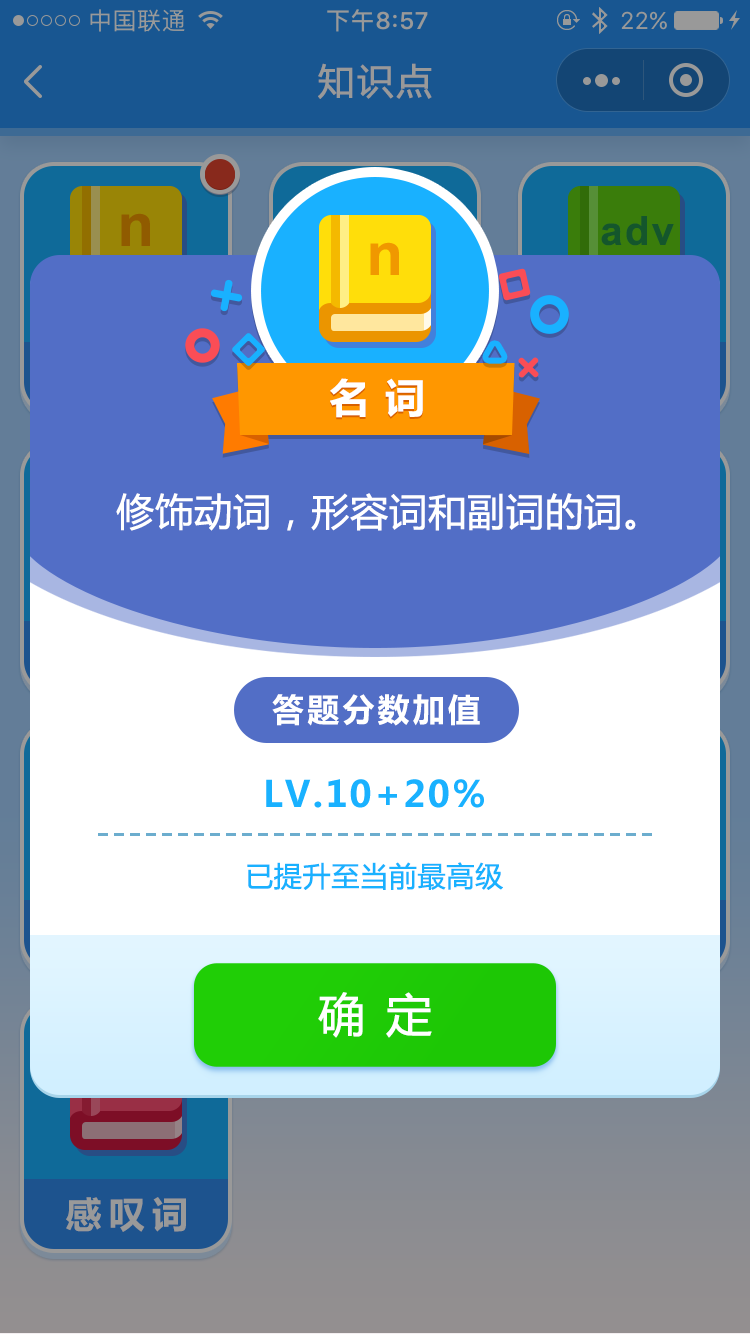 中国联通 下午8:57 22%
知识点
n adv
n
名词
修饰动词，形容词和副词的词。
答题分数加值
LV.10+20%
已提升至当前最高级
确定
感叹词